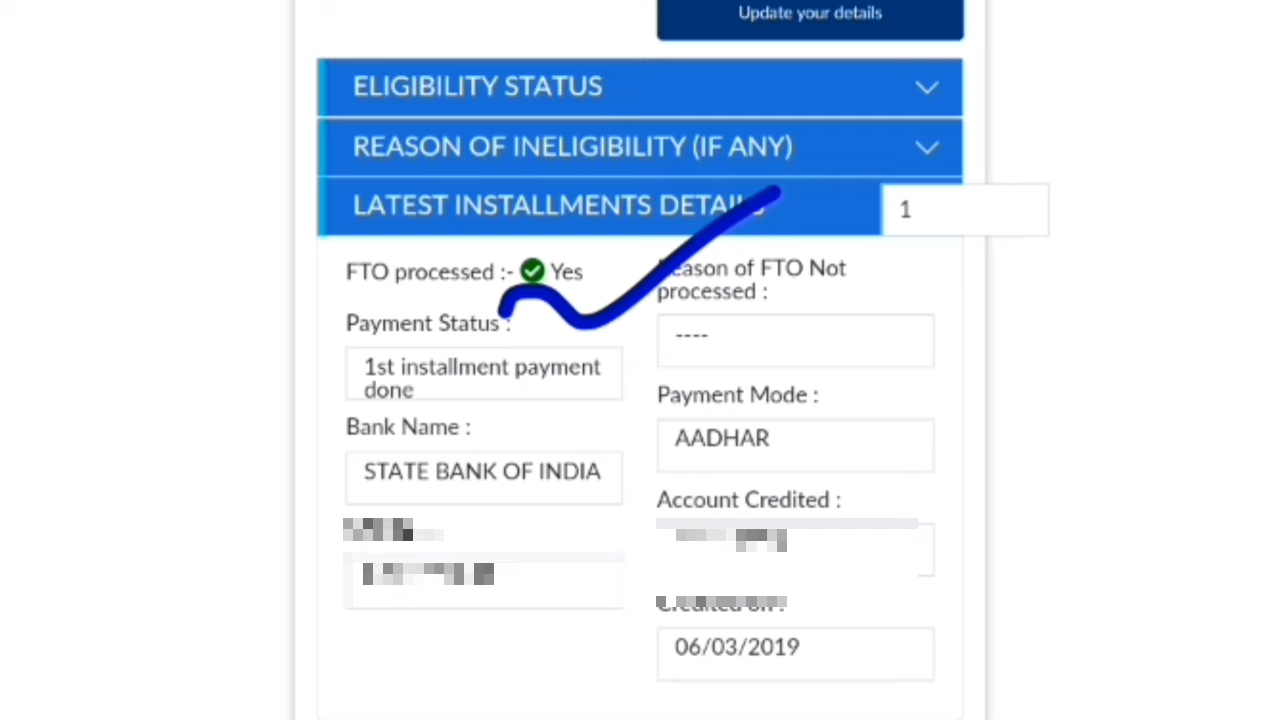 Update your details
ELIGIBILITY STATUS
REASON OF INELIGIBILITY (IF ANY)
LATEST INSTALLMENTS DETAILS
1
FTO processed :- Yes
Reason of FTO Not
processed :
----
Payment Status :
1st installment payment
done
Payment Mode :
AADHAR
Bank Name :
STATE BANK OF INDIA
Account Credited :
Credited on :
06/03/2019